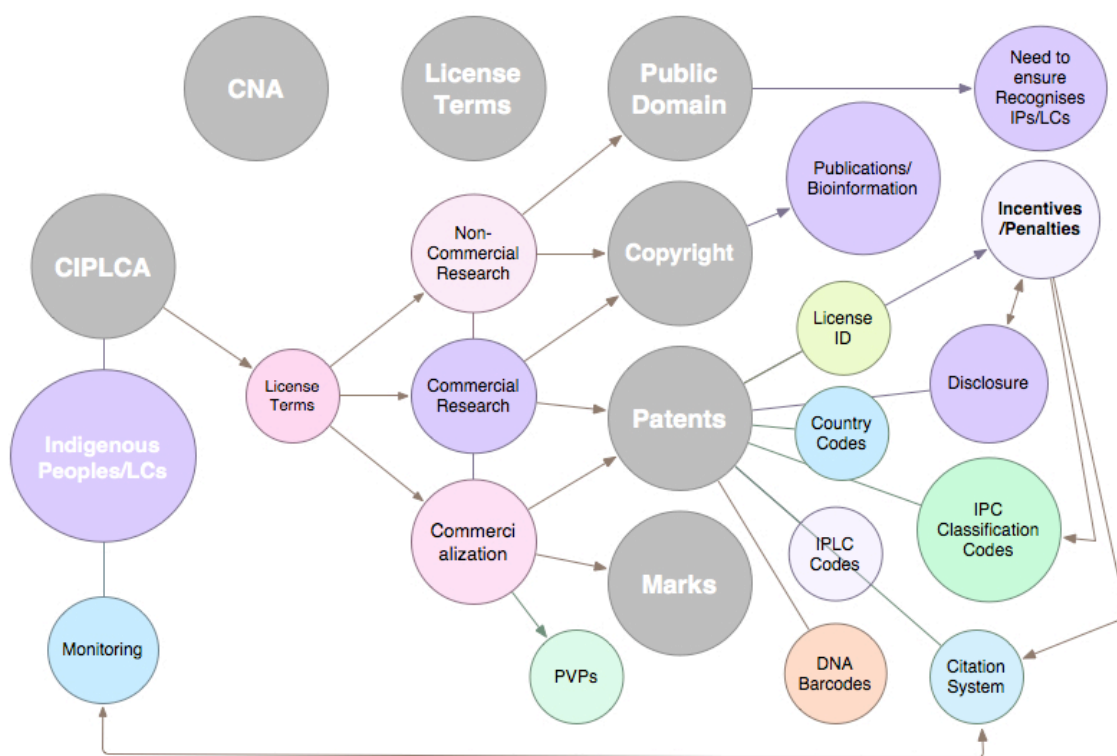 CNA
License
Terms
Public
Domain
Need to
ensure
Recognises
IPs/LCs
Publications/
Bioinformation
Incentives
/Penalties
CIPLCA
Non-
Commercial
Research
Copyright
License
ID
License
Terms
Commercial
Research
Patents
Disclosure
Country
Codes
Indigenous
Peoples/LCs
Commerci
alization
IPC
Classification
Codes
IPLC
Codes
Marks
Monitoring
PVPs
DNA
Barcodes
Citation
System